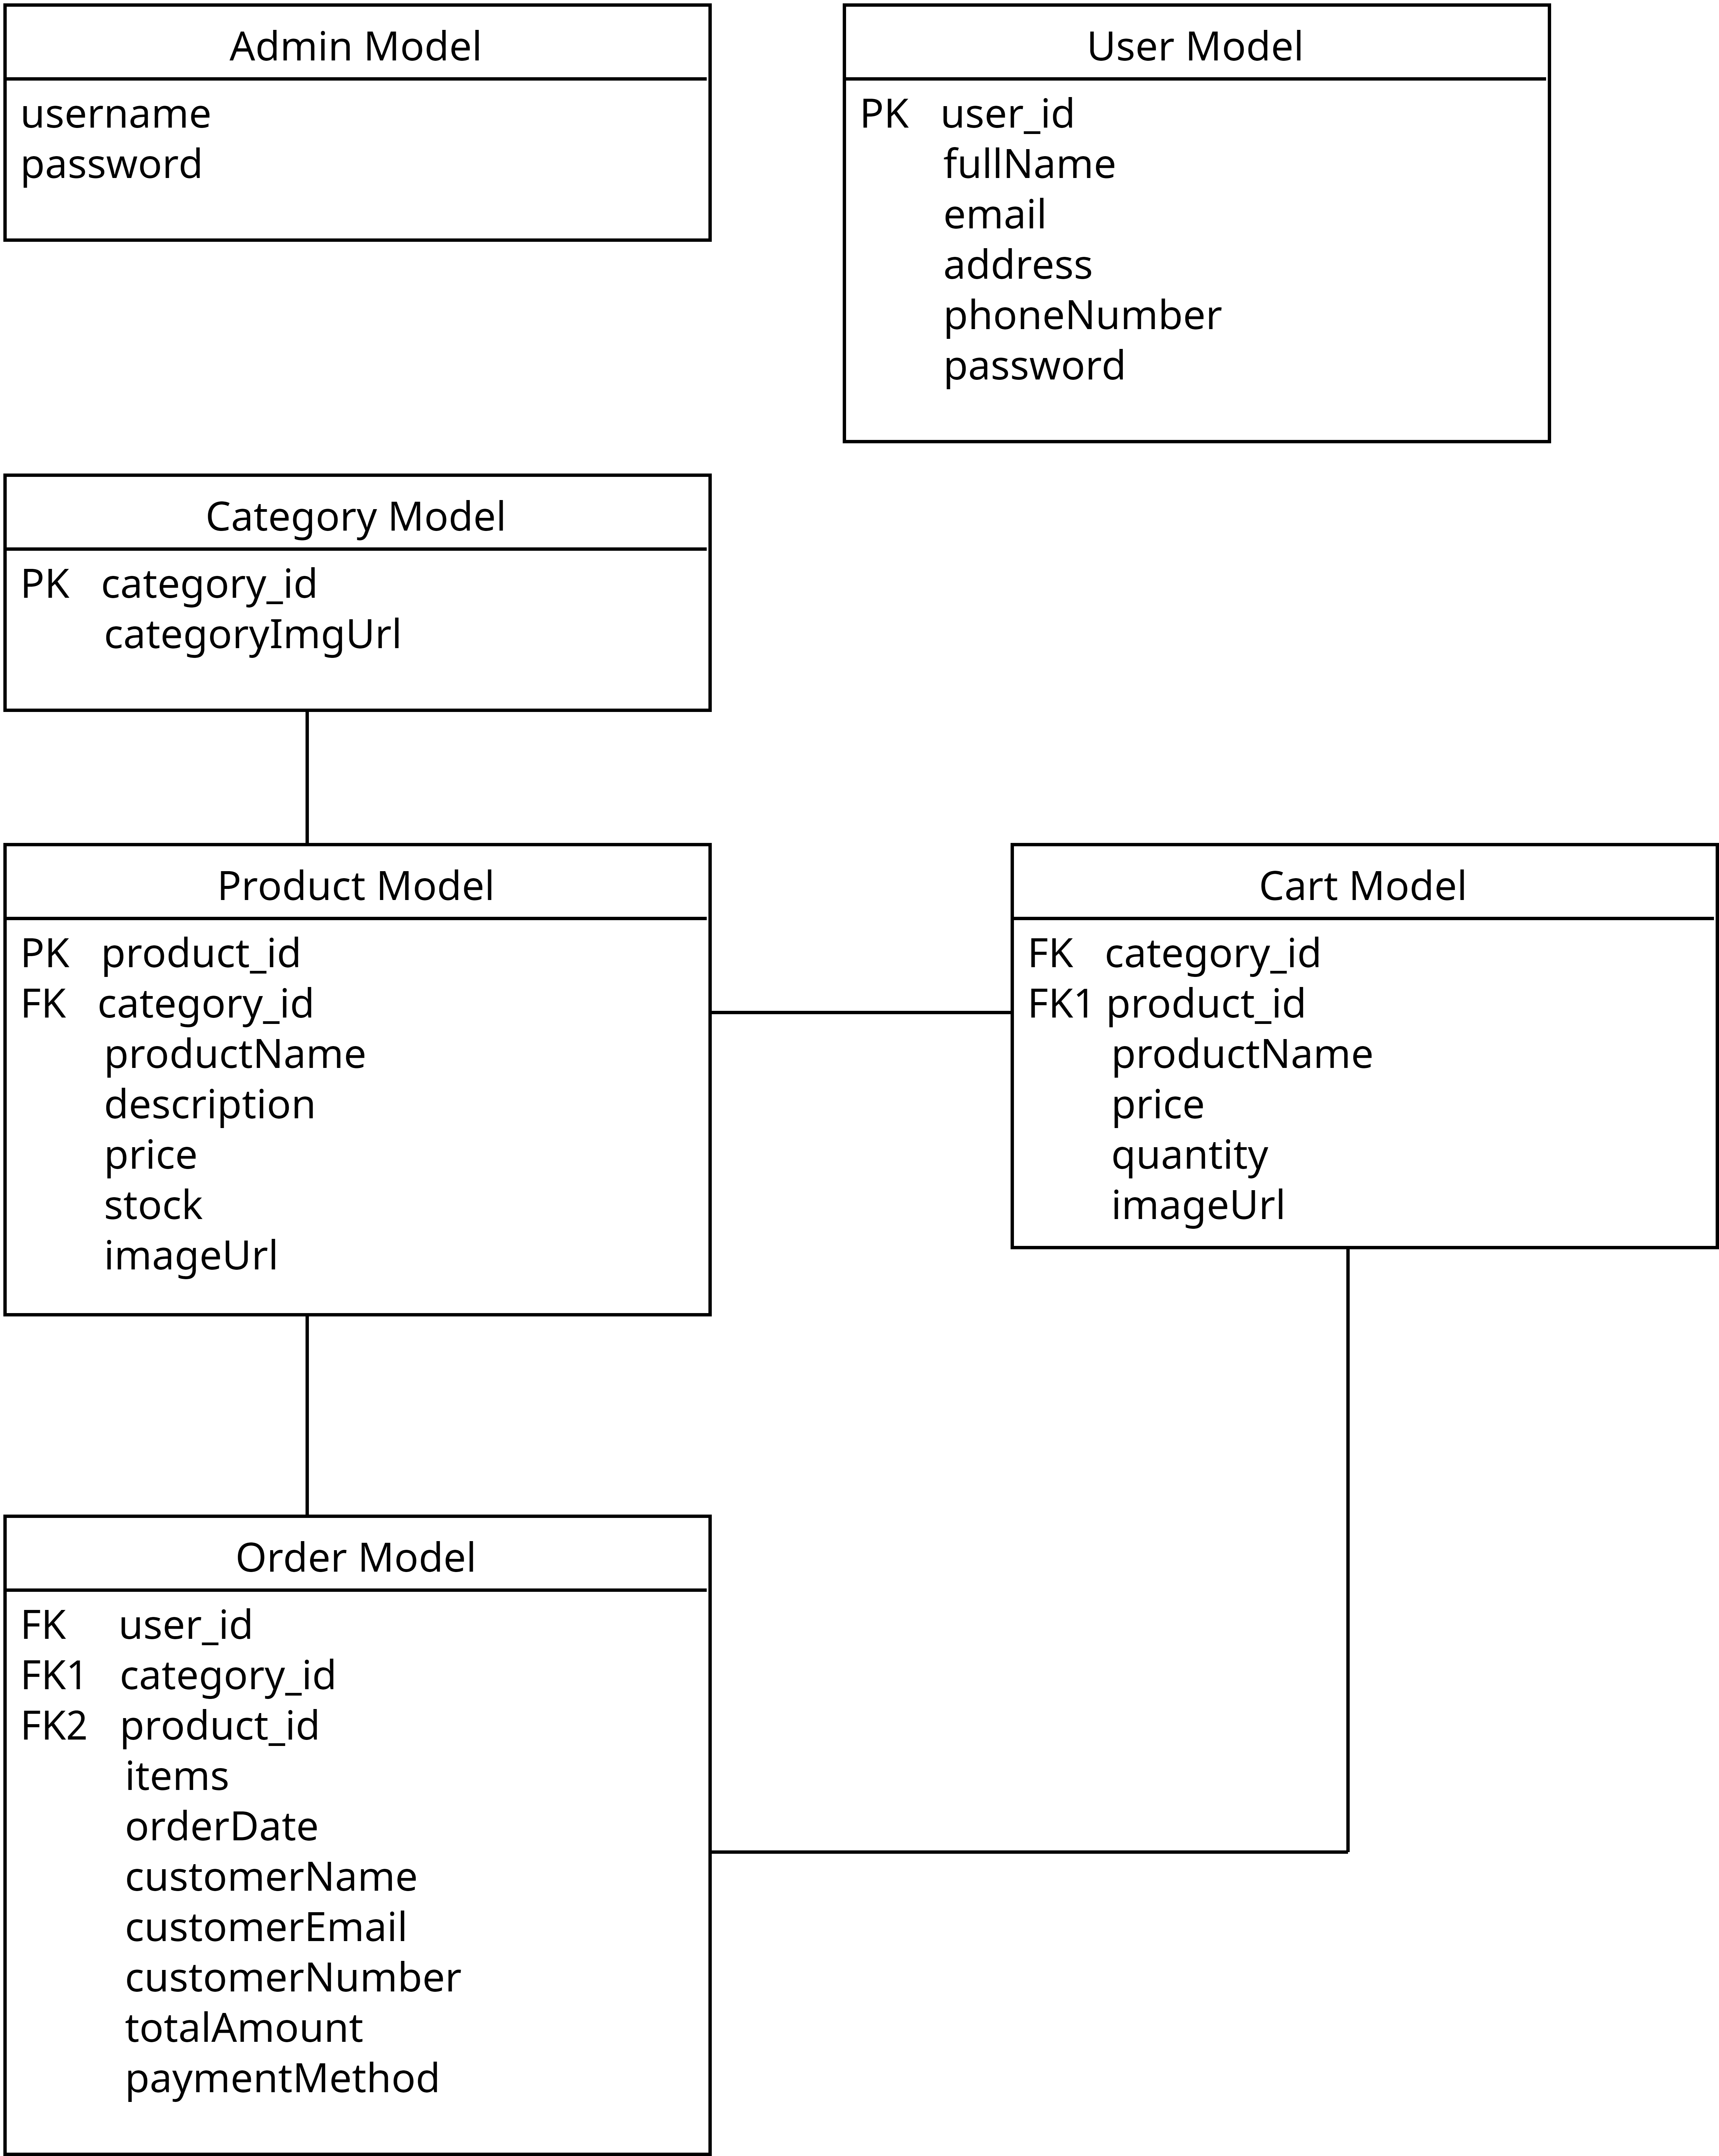 Admin Model
username
password
User Model
PK user_id
fullName
email
address
phoneNumber
password
Category Model
PK category_id
categoryImgUrl
Product Model
PK product_id
FK category_id
productName
description
price
stock
imageUrl
Cart Model
FK category_id
FK1 product_id
productName
price
quantity
imageUrl
Order Model
FK user_id
FK1 category_id
FK2 product_id
items
orderDate
customerName
customerEmail
customerNumber
totalAmount
paymentMethod